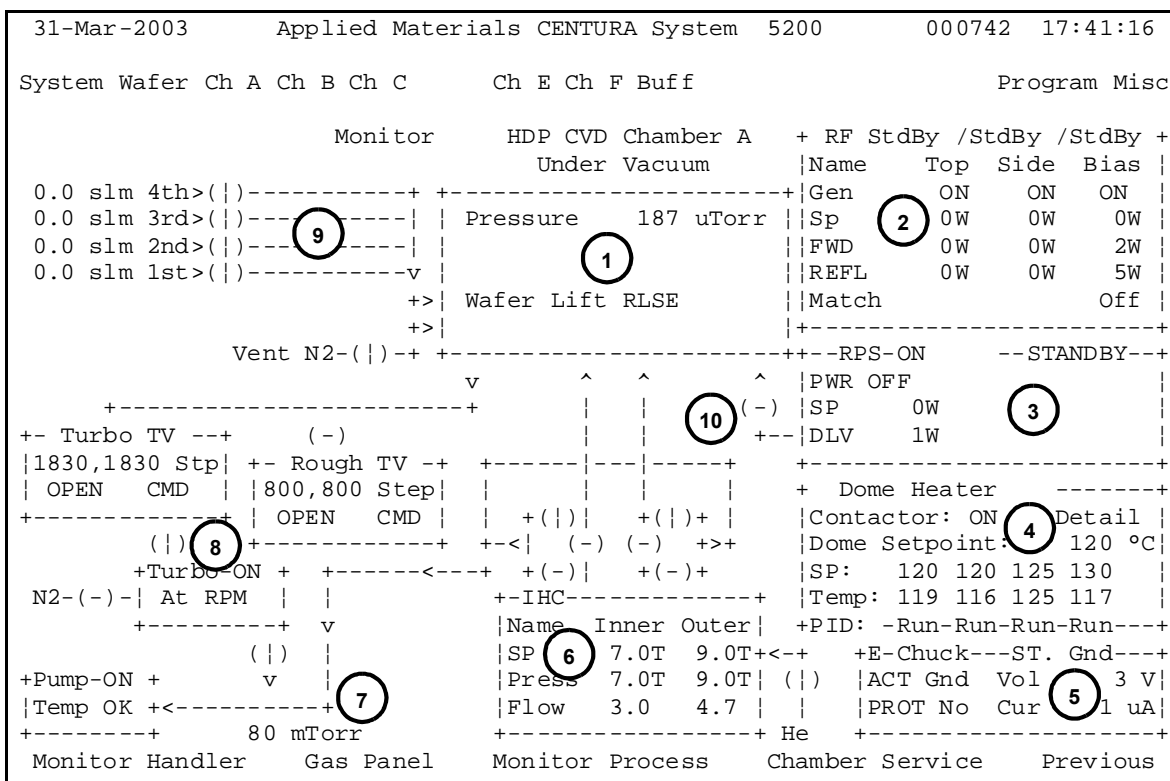 31-Mar-2003 Applied Materials CENTURA System 5200 000742 17:41:16
System Wafer Ch A Ch B Ch C Ch E Ch F Buff Program Misc
Monitor HDP CVD Chamber A + RF StdBy /StdBy /StdBy +
Under Vacuum |Name Top Side Bias |
0.0 slm 4th>(|)-----------+ +-----------------------+|Gen ON ON ON |
0.0 slm 3rd>(|)-----------| | Pressure 187 uTorr ||Sp 0W 0W 0W|
0.0 slm 2nd>(|)-----------| | ||FWD 0W 0W 2W|
0.0 slm 1st>(|)-----------v | ||REFL 0W 0W 5W|
+>| Wafer Lift RLSE ||Match Off |
+>| |+------------------------+
Vent N2-(|)-+ +-----------------------++--RPS-ON --STANDBY--+
v ^ ^ ^ |PWR OFF |
+------------------------+ | | (-) |SP 0W |
+- Turbo TV --+ (-) | | +--|DLV 1W |
|1830,1830 Stp| +- Rough TV -+ +------|---|-----+ +------------------------+
| OPEN CMD | |800,800 Step| | | | | + Dome Heater -------+
+-------------+ | OPEN CMD | | +(|)| +(|)+ | |Contactor: ON Detail |
(|) +------------+ +-<| (-) (-) +>+ |Dome Setpoint: 120 °C|
+Turbo-ON + +------<---+ +(-)| +(-)+ |SP: 120 120 125 130 |
N2-(-)-| At RPM | | +-IHC-------------+ |Temp: 119 116 125 117 |
+---------+ v |Name Inner Outer| +PID: -Run-Run-Run-Run---+
(|) | |SP 7.0T 9.0T+<-+ +E-Chuck---ST. Gnd---+
+Pump-ON + v | |Press 7.0T 9.0T| (|) |ACT Gnd Vol 3 V|
|Temp OK +<----------+ |Flow 3.0 4.7 | | |PROT No Cur 1 uA|
+--------+ 80 mTorr +-----------------+ He +--------------------+
Monitor Handler Gas Panel Monitor Process Chamber Service Previous
1
2
3
4
5
6
7
8
9
10